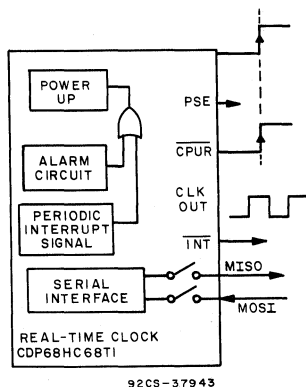 POWER
UP
PSE
CPUR
ALARM
CIRCUIT
CLK
OUT
PERIODIC
INTERRUPT
SIGNAL
INT
SERIAL
INTERFACE
MISO
MOSI
REAL-TIME CLOCK
CDP68HC68T1
92CS-37943